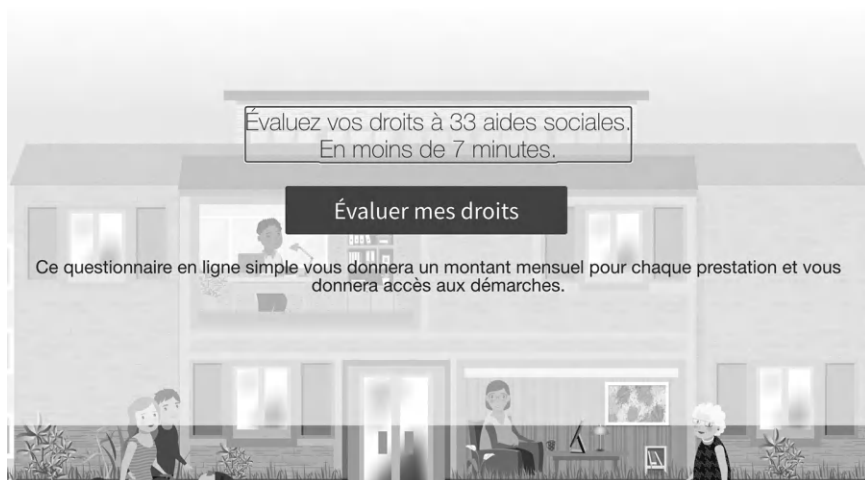 Évaluez vos droits à 33 aides sociales.
En moins de 7 minutes.
Évaluer mes droits
Ce questionnaire en ligne simple vous donnera un montant mensuel pour chaque prestation et vous
donnera accès aux démarches.